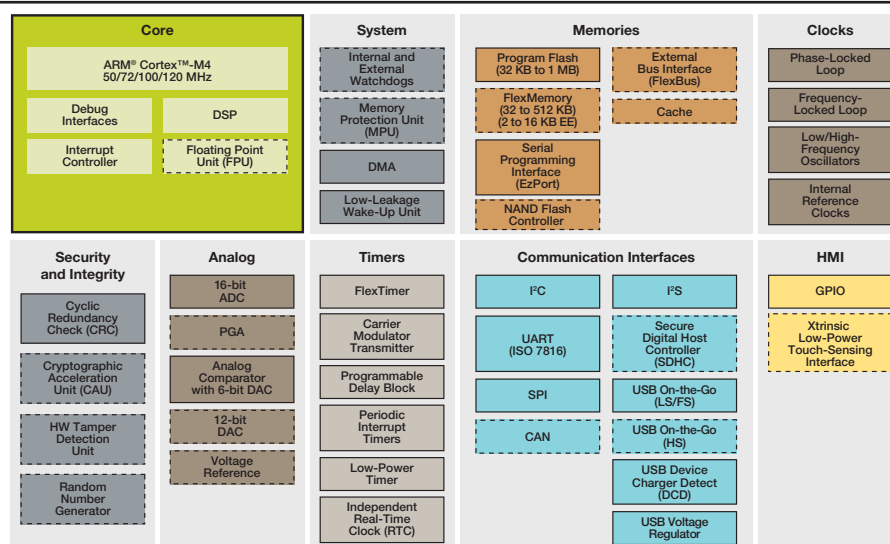 Core
ARM® Cortex™-M4
50/72/100/120 MHz
Debug
Interfaces
DSP
Interrupt
Controller
Floating Point
Unit (FPU)
System
Internal and
External
Watchdogs
Memory
Protection Unit
(MPU)
DMA
Low-Leakage
Wake-Up Unit
Memories
Program Flash
(32 KB to 1 MB)
External
Bus Interface
(FlexBus)
FlexMemory
(32 to 512 KB)
(2 to 16 KB EE)
Cache
Serial
Programming
Interface
(EzPort)
NAND Flash
Controller
Clocks
Phase-Locked
Loop
Frequency-
Locked Loop
Low/High-
Frequency
Oscillators
Internal
Reference
Clocks
Security
and Integrity
Cyclic
Redundancy
Check (CRC)
Cryptographic
Acceleration
Unit (CAU)
HW Tamper
Detection
Unit
Random
Number
Generator
Analog
16-bit
ADC
PGA
Analog
Comparator
with 6-bit DAC
12-bit
DAC
Voltage
Reference
Timers
FlexTimer
Carrier
Modulator
Transmitter
Programmable
Delay Block
Periodic
Interrupt
Timers
Low-Power
Timer
Independent
Real-Time
Clock (RTC)
Communication Interfaces
I²C
I²S
UART
(ISO 7816)
Secure
Digital Host
Controller
(SDHC)
SPI
USB On-the-Go
(LS/FS)
CAN
USB On-the-Go
(HS)
USB Device
Charger Detect
(DCD)
USB Voltage
Regulator
HMI
GPIO
Xtrinsic
Low-Power
Touch-Sensing
Interface